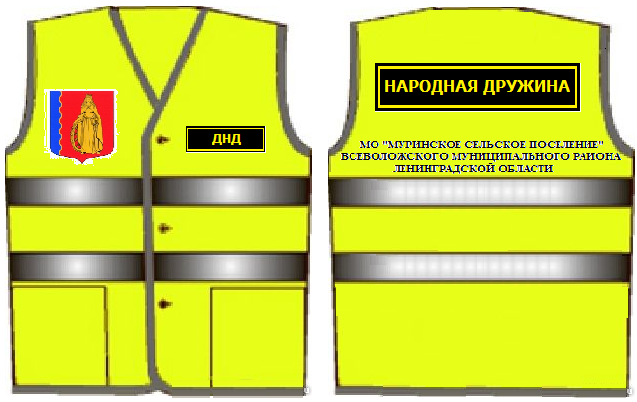 ДНД
НАРОДНАЯ ДРУЖИНА
МО "МУРИНСКОЕ СЕЛЬСКОЕ ПОСЕЛЕНИЕ"
ВСЕВОЛОЖСКОГО МУНИЦИПАЛЬНОГО РАЙОНА
ЛЕНИНГРАДСКОЙ ОБЛАСТИ